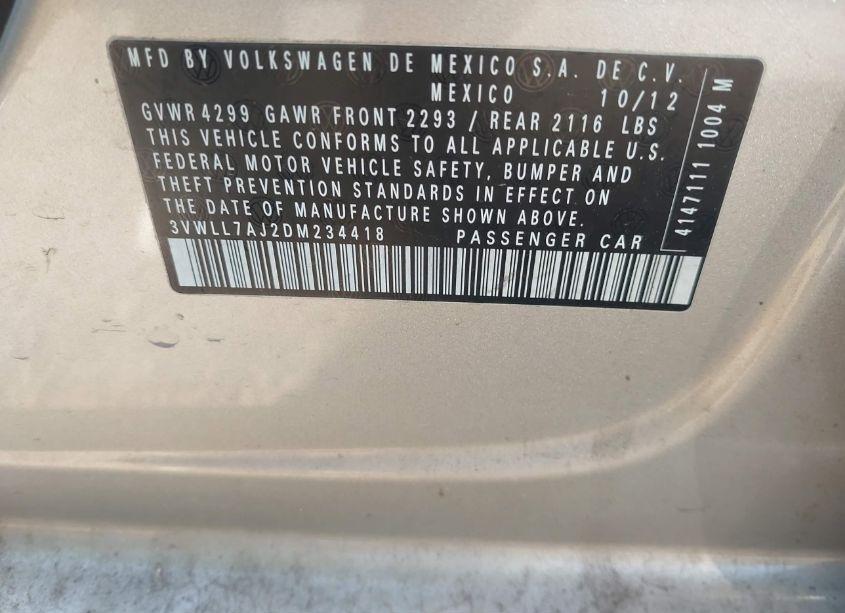 MFD BY VOLKSWAGEN DE MEXICO S.A. DE C.V.
MEXICO 10/12
GVWR 4299 GAWR FRONT 2293 / REAR 2116 LBS
THIS VEHICLE CONFORMS TO ALL APPLICABLE U.S.
FEDERAL MOTOR VEHICLE SAFETY, BUMPER AND
THEFT PREVENTION STANDARDS IN EFFECT ON
THE DATE OF MANUFACTURE SHOWN ABOVE.
3VWLL7AJ2DM234418 PASSENGER CAR
4147111 1004 M